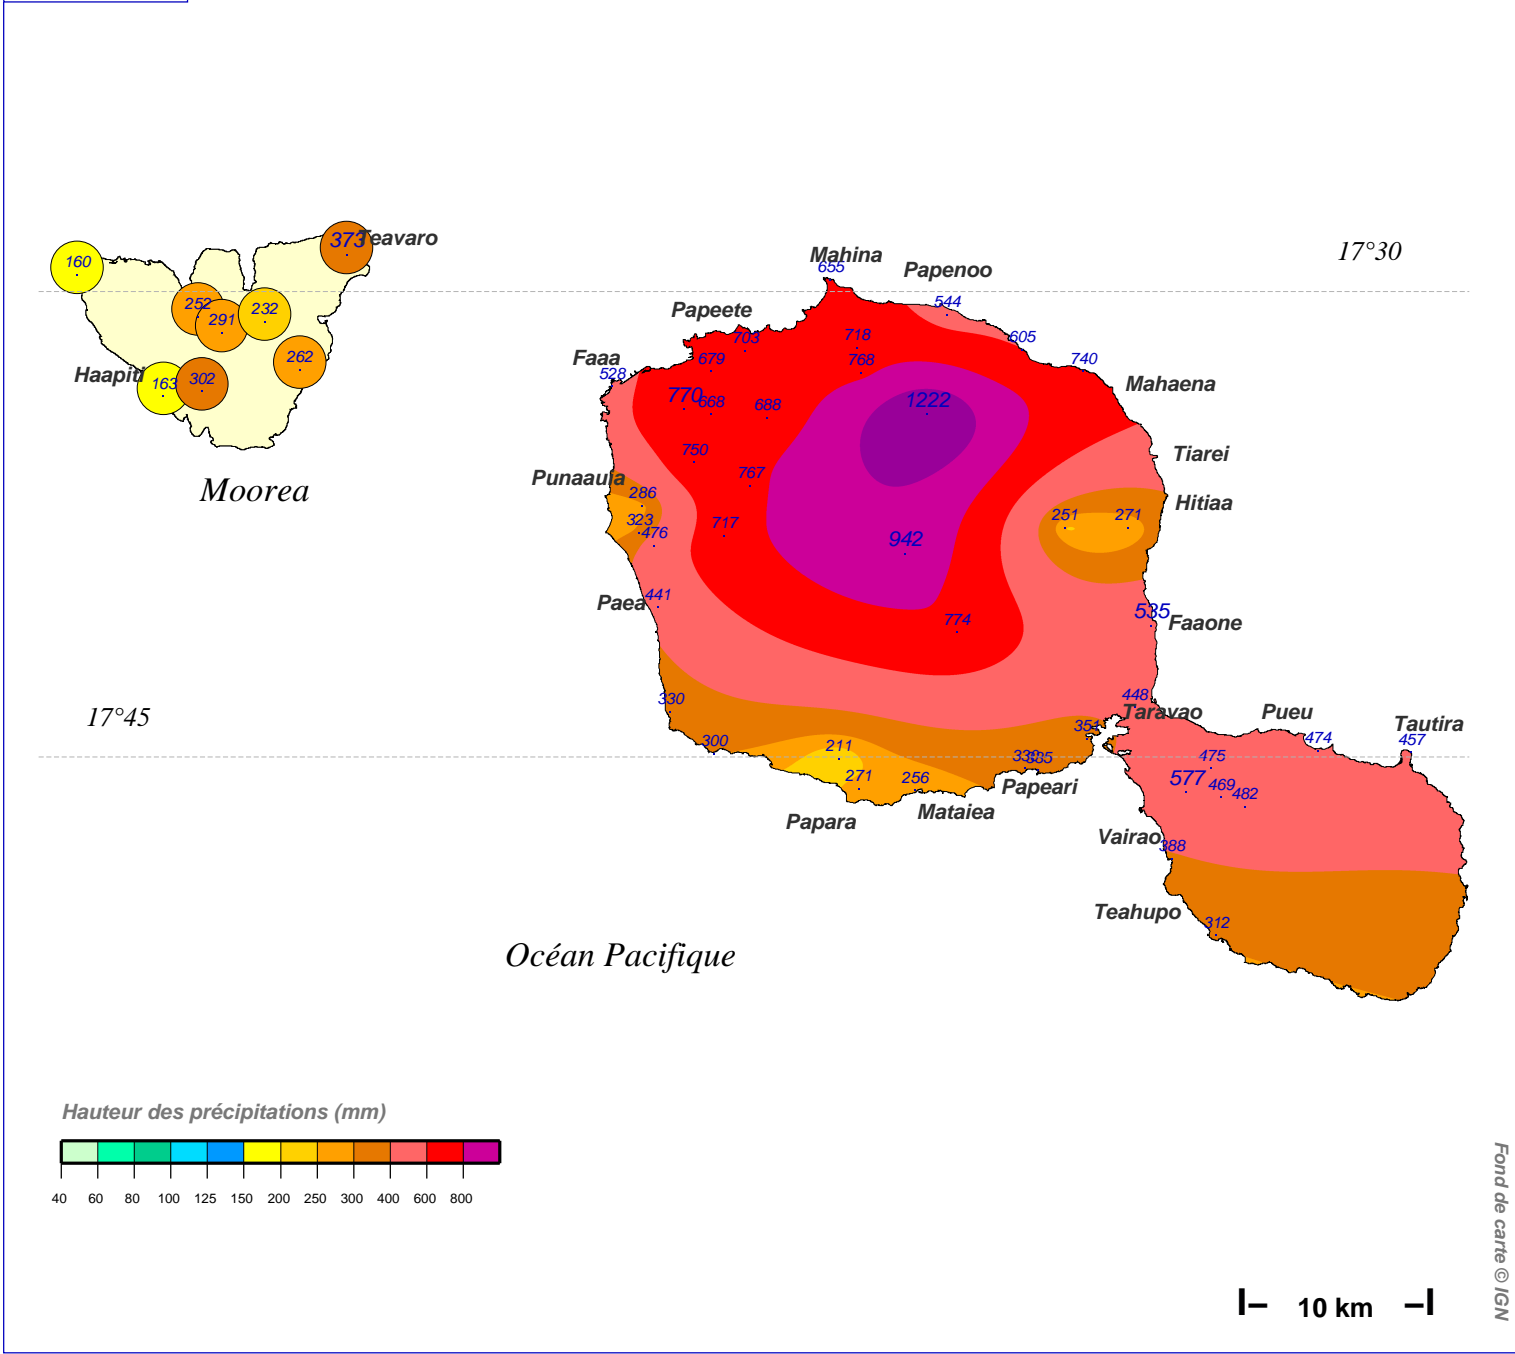 17°30
Mahina
655
Papenoo
Teavaro
373
160
544
252
291
232
Papeete
703
718
605
679
768
740
262
Faaa
528
Haapiti
163
302
Mahaena
770
668
688
1222
750
Tiarei
767
Punaauia
286
Hitiaa
Moorea
323
476
717
251
271
942
Paea
441
535
Faaone
774
330
448
Taravao
Pueu
Tautira
17°45
351
474
457
300
211
339
335
475
271
256
577
469
482
Papeari
Mataiea
Papara
Vairao
388
Teahupo
312
Océan Pacifique
Hauteur des précipitations (mm)
40 60 80 100 125 150 200 250 300 400 600 800
10 km
Fond de carte © IGN